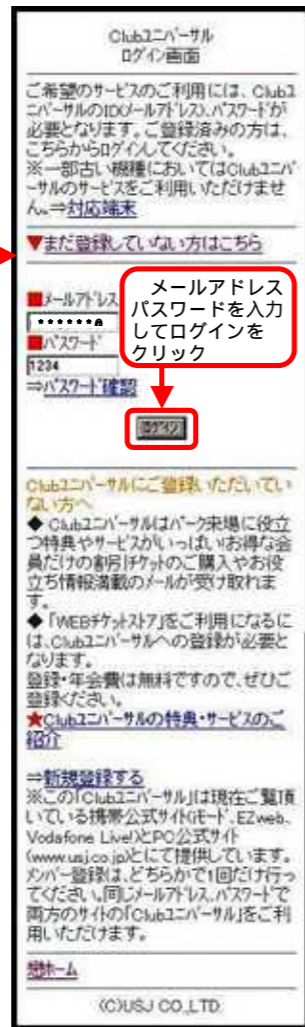 Clubユニバーサル
ログイン画面
ご希望のサービスのご利用には、Clubユ
ニバーサルのID(メールアドレス)、パスワードが
必要となります。ご登録済みの方は、
こちらからログインしてください。
※一部古い機種においてはClubユニバ
ーサルのサービスをご利用いただけませ
ん。⇒対応端末
▼まだ登録していない方はこちら
■メールアドレス
******@
■パスワード
1234
⇒パスワード確認
メールアドレス
パスワードを入力
してログインを
クリック
ログイン
Clubユニバーサルにご登録いただいてい
ない方へ
◆ Clubユニバーサルはパーク来場に役立
つ特典やサービスがいっぱい!お得な会
員だけの割引チケットのご購入やお役
立ち情報満載のメールが受け取れま
す。
◆「WEBチケットストア」をご利用になるに
は、Clubユニバーサルへの登録が必要と
なります。
登録・年会費は無料ですので、ぜひご
登録ください。
★Clubユニバーサルの特典・サービスのご
紹介
⇒新規登録する
※この「Clubユニバーサル」は現在ご覧頂
いている携帯公式サイト(iモード、EZweb、
Vodafone Live!)とPC公式サイト
(www.usj.co.jp)とにて提供しています。
メンバー登録は、どちらかで1回だけ行っ
てください。同じメールアドレス、パスワードで
両方のサイトの「Clubユニバーサル」をご利
用いただけます。
ホーム
(C)USJ CO.,LTD.